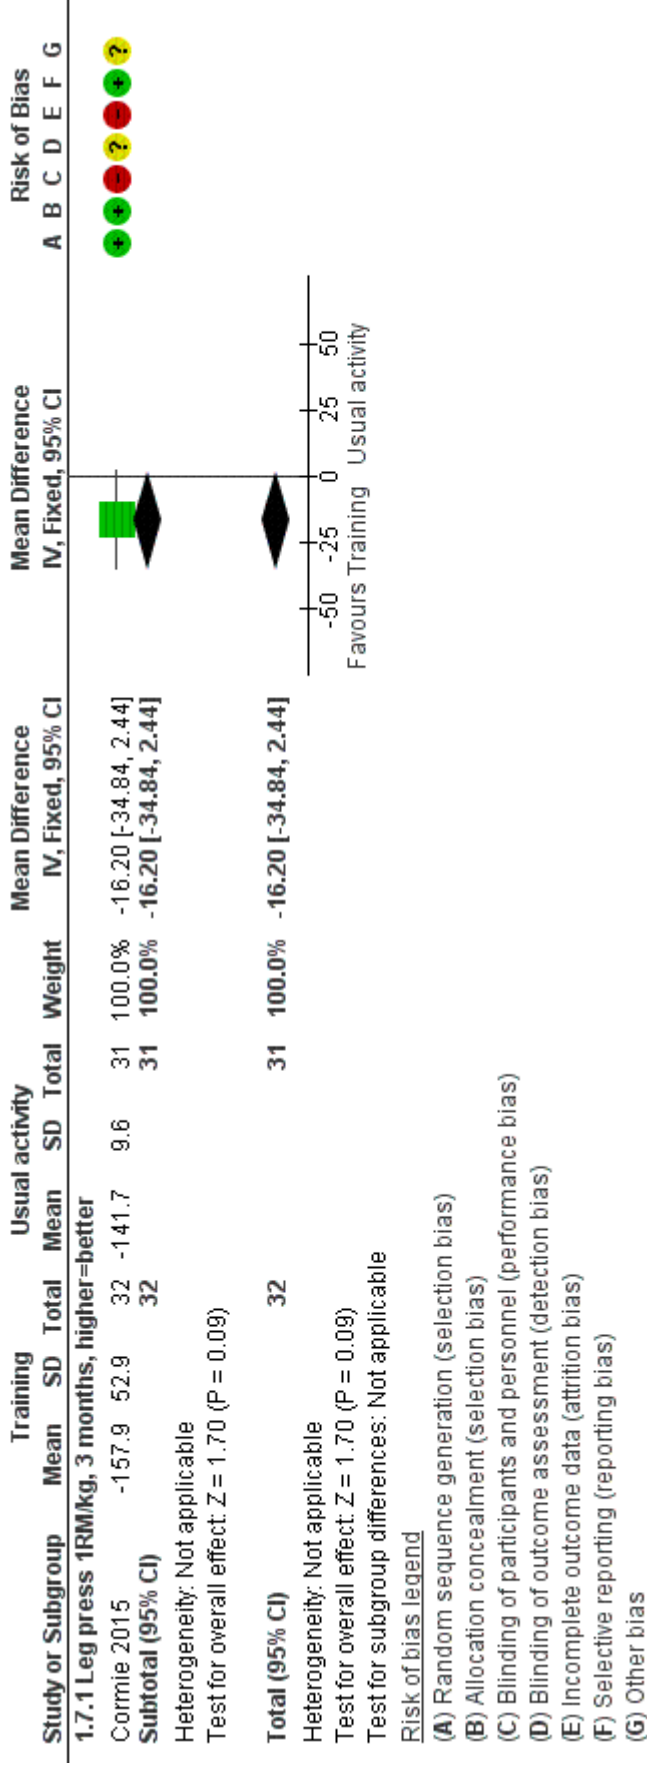 Training Usual activity Mean Difference Mean Difference Risk of Bias
Study or Subgroup Mean SD Total Mean SD Total Weight IV, Fixed, 95% CI IV, Fixed, 95% CI A B C D E F G
1.7.1 Leg press 1RM/kg, 3 months, higher=better
Cormie 2015 -157.9 52.9 32 -141.7 9.6 31 100.0% -16.20 [-34.84, 2.44] + + - ? - + ?
Subtotal (95% CI) 32 31 100.0% -16.20 [-34.84, 2.44]
Heterogeneity: Not applicable
Test for overall effect: Z = 1.70 (P = 0.09)
Total (95% CI) 32 31 100.0% -16.20 [-34.84, 2.44]
Heterogeneity: Not applicable
Test for overall effect: Z = 1.70 (P = 0.09)
Test for subgroup differences: Not applicable
-50 -25 0 25 50
Favours Training Usual activity
Risk of bias legend
(A) Random sequence generation (selection bias)
(B) Allocation concealment (selection bias)
(C) Blinding of participants and personnel (performance bias)
(D) Blinding of outcome assessment (detection bias)
(E) Incomplete outcome data (attrition bias)
(F) Selective reporting (reporting bias)
(G) Other bias